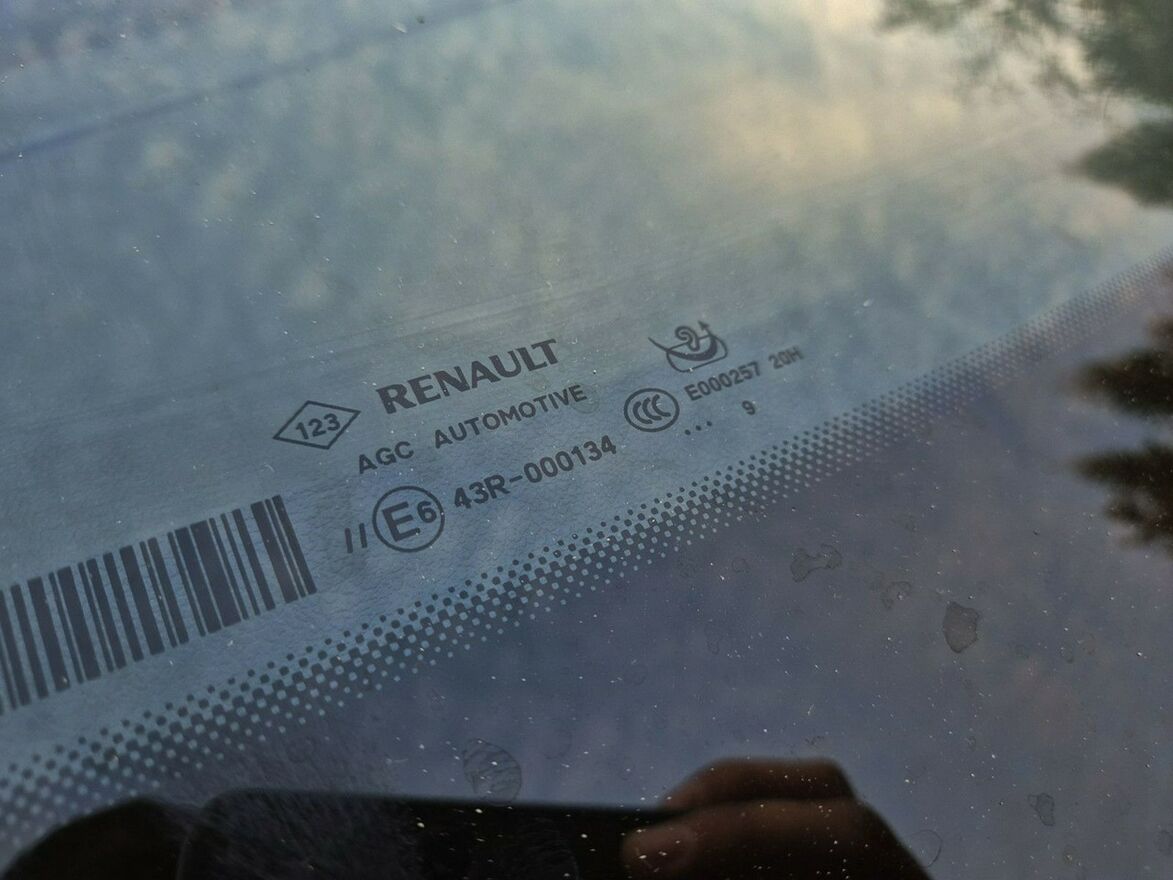 123 RENAULT
AGC AUTOMOTIVE
// E6 43R-000134 CCC E000257 20H
... 9